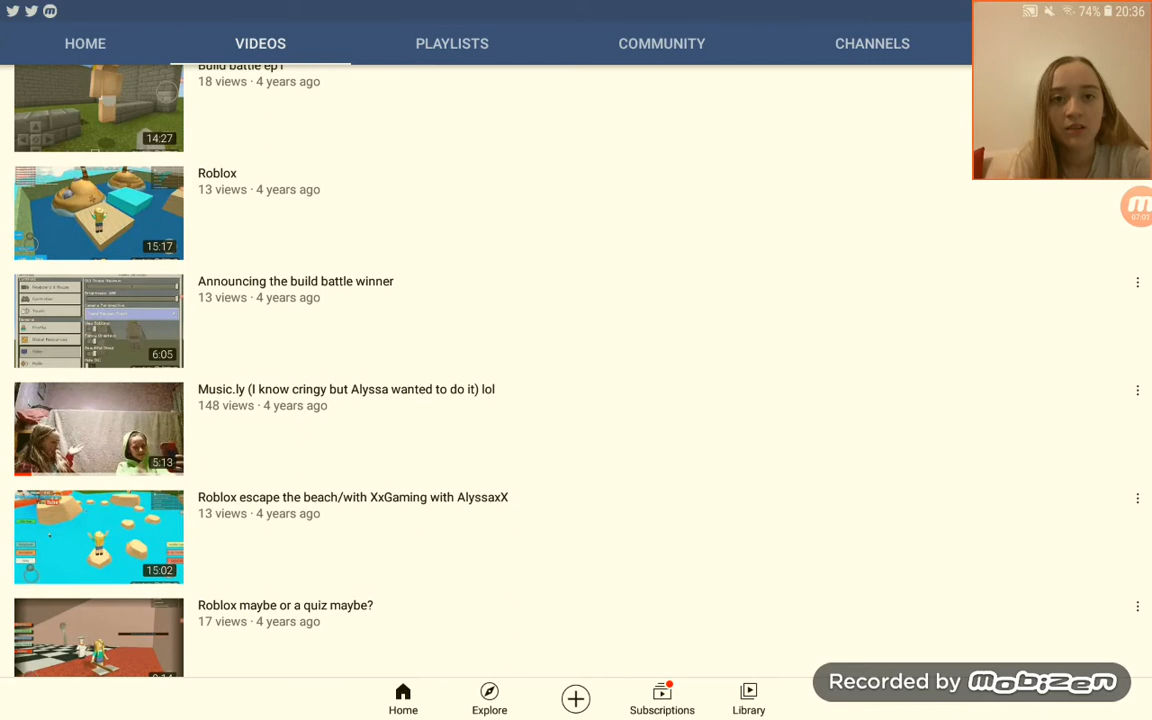 74% 20:36
HOME VIDEOS PLAYLISTS COMMUNITY CHANNELS
Build battle ep1
18 views · 4 years ago
14:27
Roblox
13 views · 4 years ago
15:17
07:01
Announcing the build battle winner
13 views · 4 years ago
6:05
Music.ly (I know cringy but Alyssa wanted to do it) lol
148 views · 4 years ago
5:13
Roblox escape the beach/with XxGaming with AlyssaxX
13 views · 4 years ago
15:02
Roblox maybe or a quiz maybe?
17 views · 4 years ago
Recorded by mobizen
Home Explore Subscriptions Library